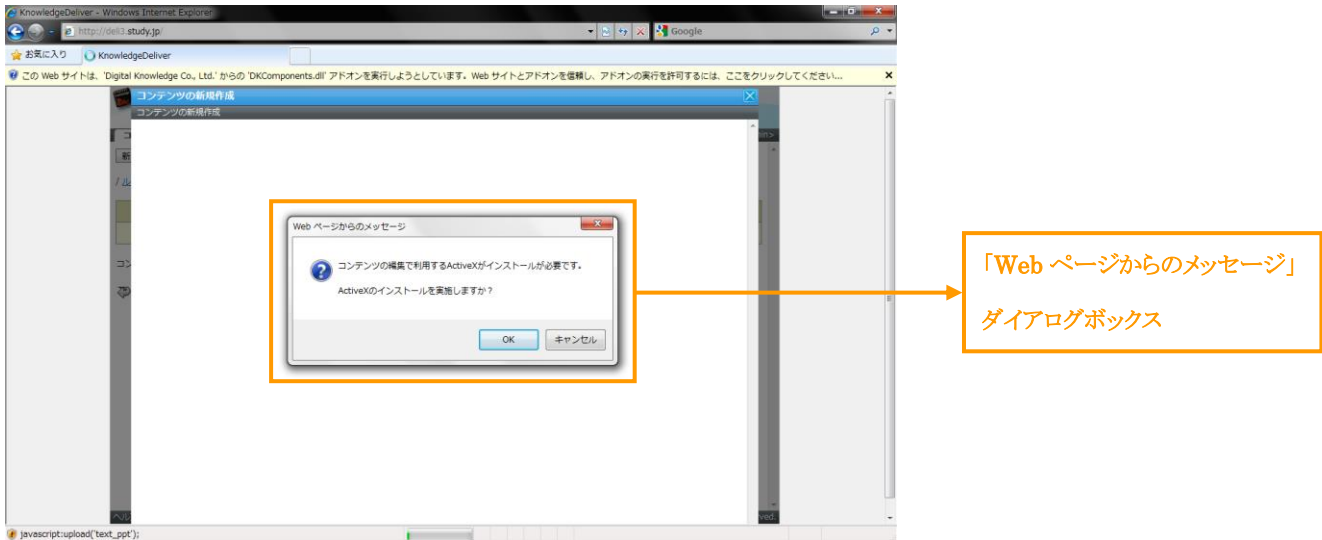 KnowledgeDeliver - Windows Internet Explorer
http://deli3.study.jp
Google
お気に入り
KnowledgeDeliver
この Web サイトは、'Digital Knowledge Co., Ltd.' からの 'DKComponents.dll' アドオンを実行しようとしています。Web サイトとアドオンを信頼し、アドオンの実行を許可するには、ここをクリックしてください...
コンテンツの新規作成
コンテンツの新規作成
Web ページからのメッセージ
コンテンツの編集で利用するActiveXがインストールが必要です。
ActiveXのインストールを実施しますか?
OK
キャンセル
「Web ページからのメッセージ」
ダイアログボックス
javascript:upload('text_ppt');